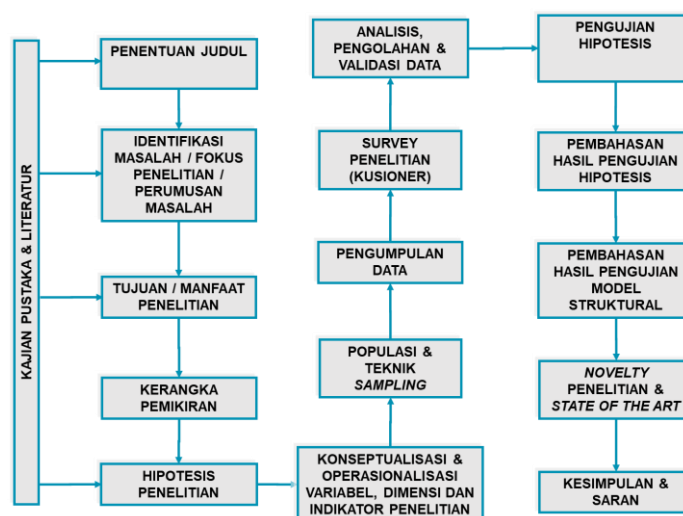 KAJIAN PUSTAKA & LITERATUR
PENENTUAN JUDUL
IDENTIFIKASI
MASALAH / FOKUS
PENELITIAN /
PERUMUSAN
MASALAH
TUJUAN / MANFAAT
PENELITIAN
KERANGKA
PEMIKIRAN
HIPOTESIS
PENELITIAN
KONSEPTUALISASI &
OPERASIONALISASI
VARIABEL, DIMENSI DAN
INDIKATOR PENELITIAN
POPULASI &
TEKNIK
SAMPLING
PENGUMPULAN
DATA
SURVEY
PENELITIAN
(KUSIONER)
ANALISIS,
PENGOLAHAN &
VALIDASI DATA
PENGUJIAN
HIPOTESIS
PEMBAHASAN
HASIL PENGUJIAN
HIPOTESIS
PEMBAHASAN
HASIL PENGUJIAN
MODEL
STRUKTURAL
NOVELTY
PENELITIAN &
STATE OF THE ART
KESIMPULAN &
SARAN